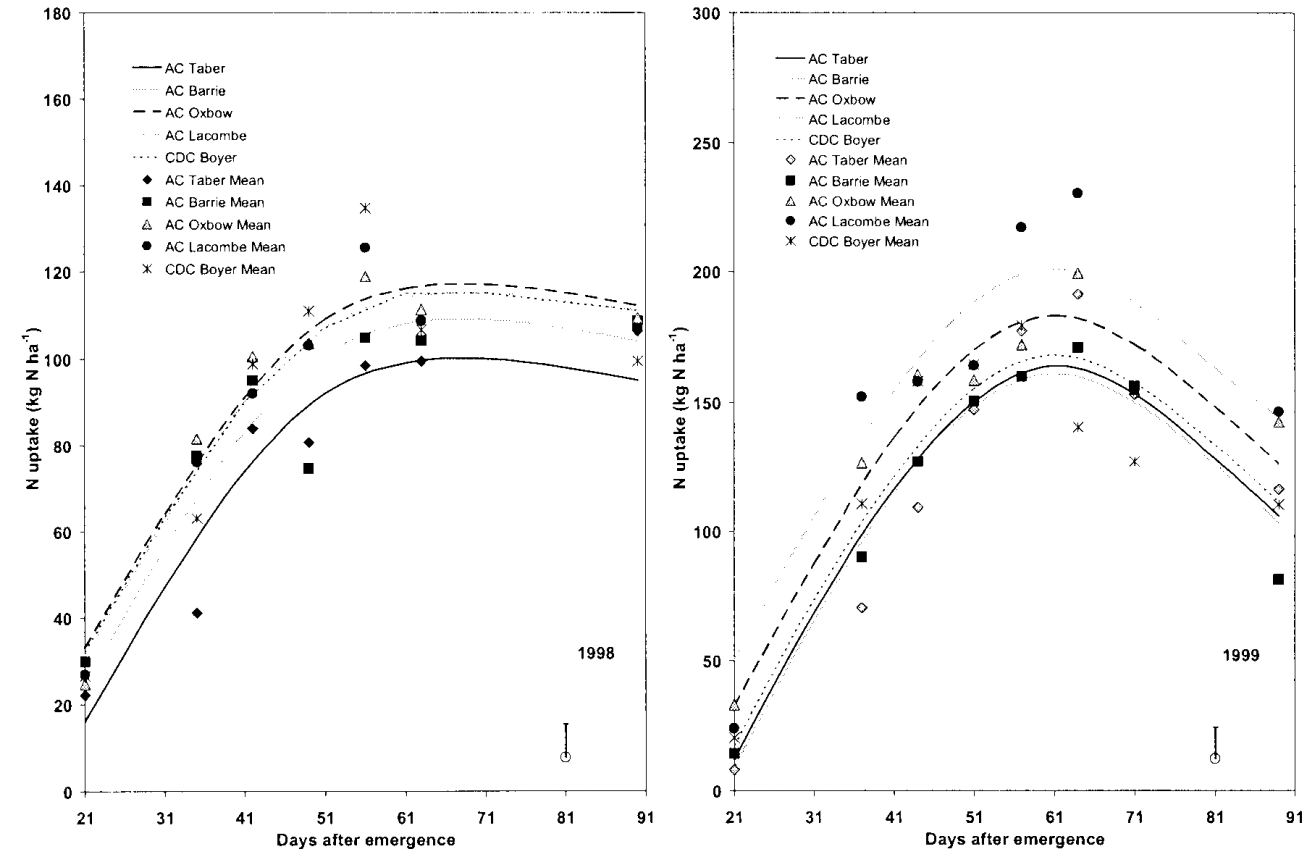 180
160
140
120
100
80
60
40
20
0
N uptake (kg N ha⁻¹)
AC Taber
AC Barrie
AC Oxbow
AC Lacombe
CDC Boyer
AC Taber Mean
AC Barrie Mean
AC Oxbow Mean
AC Lacombe Mean
CDC Boyer Mean
1998
21 31 41 51 61 71 81 91
Days after emergence
300
250
200
150
100
50
0
N uptake (kg N ha⁻¹)
AC Taber
AC Barrie
AC Oxbow
AC Lacombe
CDC Boyer
AC Taber Mean
AC Barrie Mean
AC Oxbow Mean
AC Lacombe Mean
CDC Boyer Mean
1999
21 31 41 51 61 71 81 91
Days after emergence